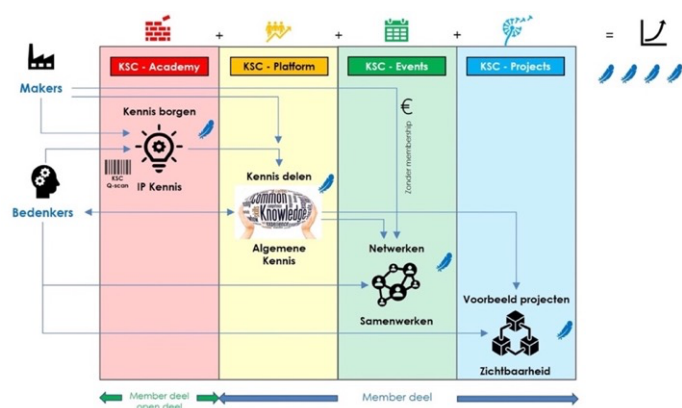 + + + =
KSC - Academy
KSC - Platform
KSC - Events
KSC - Projects
Makers
Kennis borgen
€
Zonder membership
KSC
Q-scan
IP Kennis
Kennis delen
Bedenkers
Common
Knowledge
Algemene
Kennis
Netwerken
Samenwerken
Voorbeeld projecten
Zichtbaarheid
Member deel
open deel
Member deel